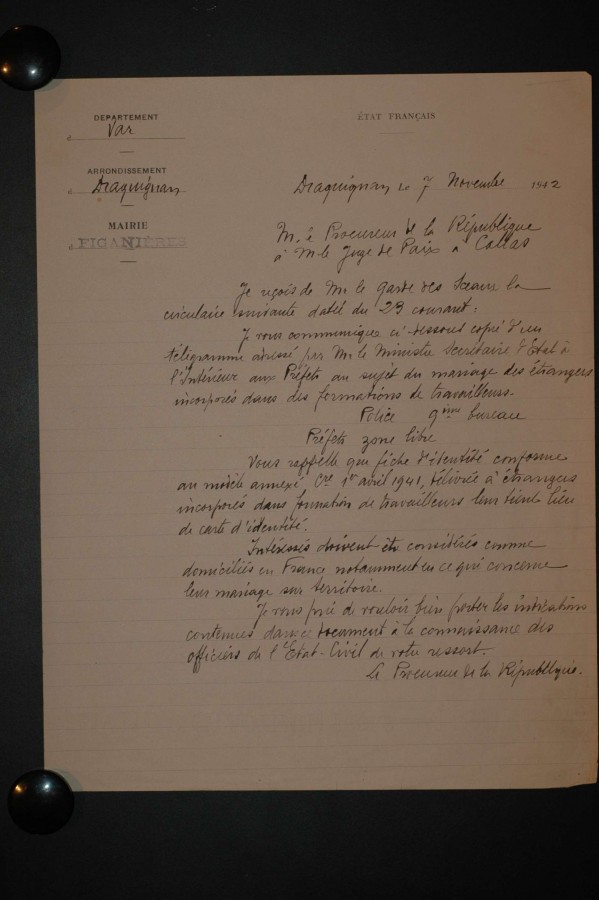 DEPARTEMENT
ÉTAT FRANÇAIS
d Var
ARRONDISSEMENT
d Draguignan
Draguignan le 7 Novembre 1942
MAIRIE
d FIGANIÈRES
M. le Procureur de la République
à M. le Juge de Paix à Callas
Je reçois de Mr le Garde des Sceaux la
circulaire suivante daté du 23 courant :
Je vous communique ci-dessous copie d'un
télégramme adressé par Mr le Ministre Secrétaire d'Etat à
l'Intérieur aux Préfets au sujet du mariage des étrangers
incorporés dans des formations de travailleurs.
Police 9ème bureau
Préfets zone libre
Vous rappelle que fiche d'identité conforme
au modèle annexé Cre 1er avril 1941, délivrée à étrangers
incorporés dans formation de travailleurs leur tient lieu
de carte d'identité.
Intéressés doivent être considérés comme
domiciliés en France notamment en ce qui concerne
leur mariage sur territoire.
Je vous prie de vouloir bien porter les indications
contenues dans ce document à la connaissance des
officiers de l'Etat-Civil de votre ressort.
Le Procureur de la République.